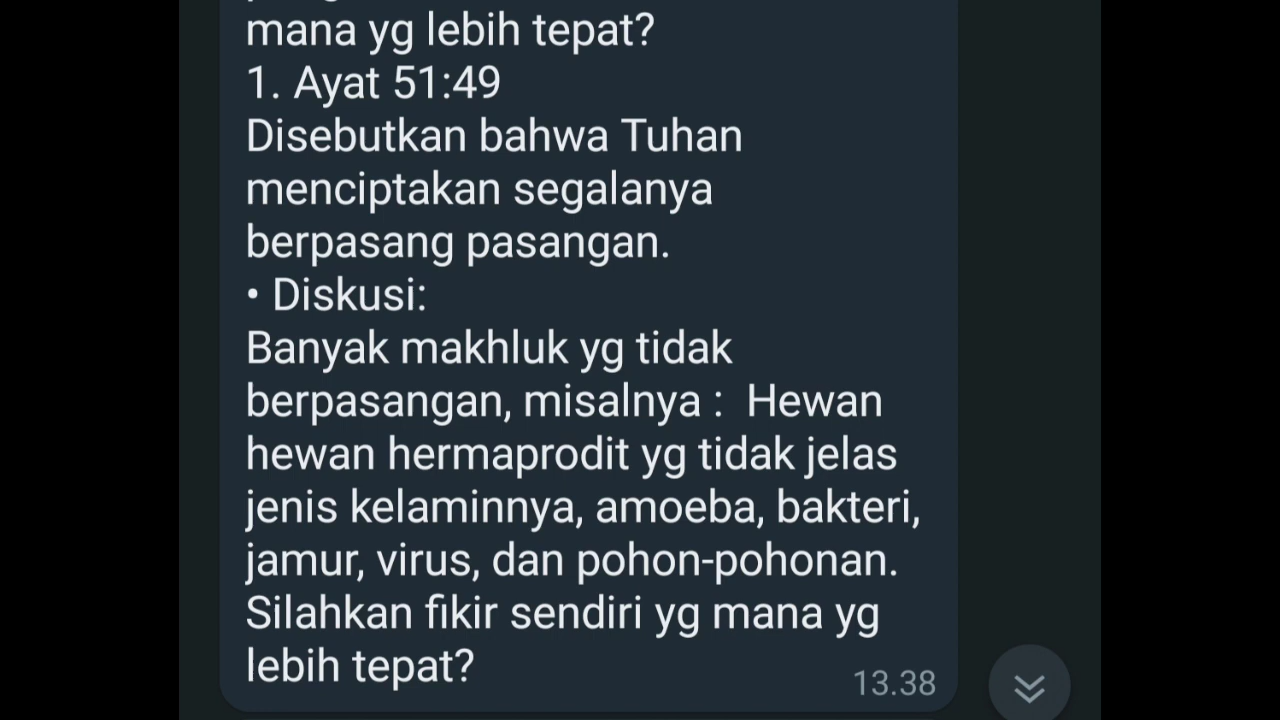 mana yg lebih tepat?
1. Ayat 51:49
Disebutkan bahwa Tuhan
menciptakan segalanya
berpasang pasangan.
• Diskusi:
Banyak makhluk yg tidak
berpasangan, misalnya :  Hewan
hewan hermaprodit yg tidak jelas
jenis kelaminnya, amoeba, bakteri,
jamur, virus, dan pohon-pohonan.
Silahkan fikir sendiri yg mana yg
lebih tepat?
13.38